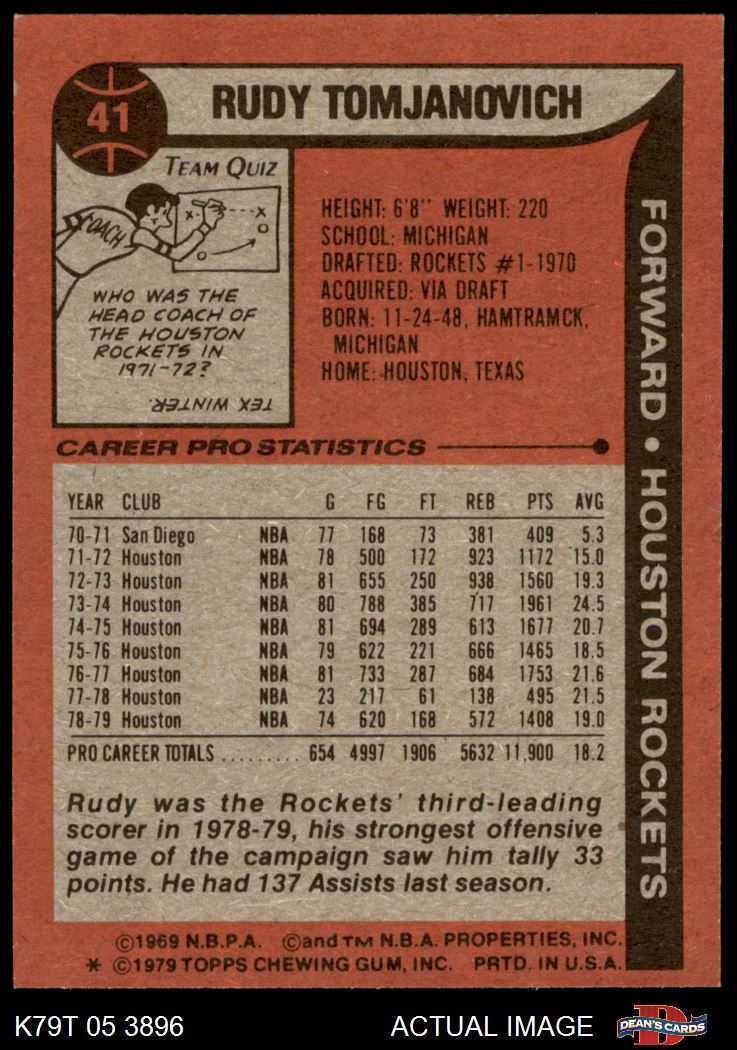 41
RUDY TOMJANOVICH
TEAM QUIZ
COACH
X X
O
O
WHO WAS THE
HEAD COACH OF
THE HOUSTON
ROCKETS IN
1971-72?
TEX WINTER.
HEIGHT: 6'8'' WEIGHT: 220
SCHOOL: MICHIGAN
DRAFTED: ROCKETS #1-1970
ACQUIRED: VIA DRAFT
BORN: 11-24-48, HAMTRAMCK,
MICHIGAN
HOME: HOUSTON, TEXAS
FORWARD • HOUSTON ROCKETS
CAREER PRO STATISTICS
YEAR CLUB G FG FT REB PTS AVG
70-71 San Diego NBA 77 168 73 381 409 5.3
71-72 Houston NBA 78 500 172 923 1172 15.0
72-73 Houston NBA 81 655 250 938 1560 19.3
73-74 Houston NBA 80 788 385 717 1961 24.5
74-75 Houston NBA 81 694 289 613 1677 20.7
75-76 Houston NBA 79 622 221 666 1465 18.5
76-77 Houston NBA 81 733 287 684 1753 21.6
77-78 Houston NBA 23 217 61 138 495 21.5
78-79 Houston NBA 74 620 168 572 1408 19.0
PRO CAREER TOTALS ......... 654 4997 1906 5632 11,900 18.2
Rudy was the Rockets' third-leading
scorer in 1978-79, his strongest offensive
game of the campaign saw him tally 33
points. He had 137 Assists last season.
©1969 N.B.P.A. ©and TM N.B.A. PROPERTIES, INC.
* ©1979 TOPPS CHEWING GUM, INC. PRTD. IN U.S.A.
K79T 05 3896 ACTUAL IMAGE D DEAN'S CARDS